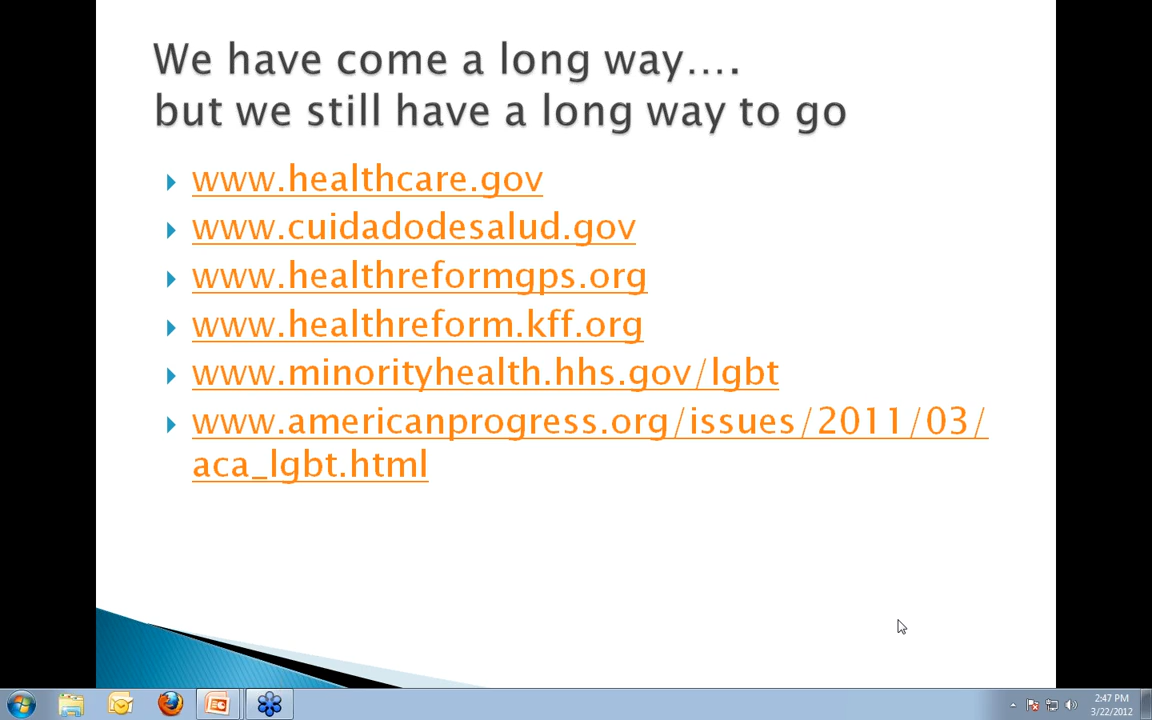 We have come a long way....
but we still have a long way to go
www.healthcare.gov
www.cuidadodesalud.gov
www.healthreformgps.org
www.healthreform.kff.org
www.minorityhealth.hhs.gov/lgbt
www.americanprogress.org/issues/2011/03/
aca_lgbt.html
2:47 PM
3/22/2012